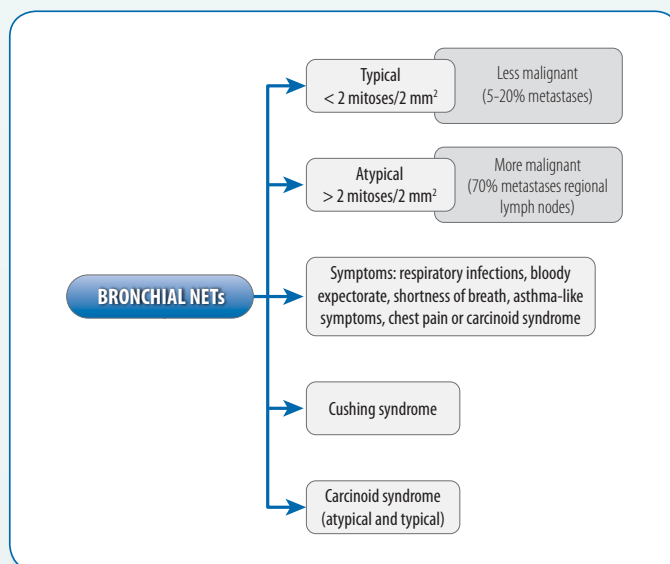 Typical
< 2 mitoses/2 mm²
Less malignant
(5-20% metastases)
Atypical
> 2 mitoses/2 mm²
More malignant
(70% metastases regional
lymph nodes)
BRONCHIAL NETs
Symptoms: respiratory infections, bloody
expectorate, shortness of breath, asthma-like
symptoms, chest pain or carcinoid syndrome
Cushing syndrome
Carcinoid syndrome
(atypical and typical)